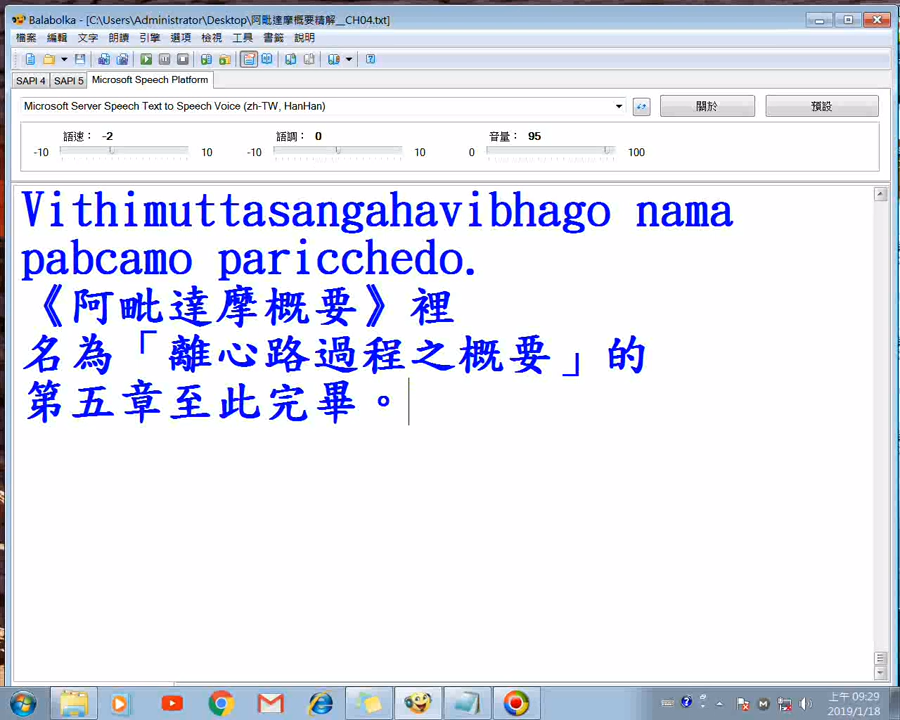 Balabolka - [C:\Users\Administrator\Desktop\阿毗達摩概要精解__CH04.txt]
檔案 編輯 文字 朗讀 引擎 選項 檢視 工具 書籤 說明
SAPI 4 SAPI 5 Microsoft Speech Platform
Microsoft Server Speech Text to Speech Voice (zh-TW, HanHan) 關於 預設
語速： -2 語調： 0 音量： 95
-10 10 -10 10 0 100
Vithimuttasangahavibhago nama
pabcamo paricchedo.
《阿毗達摩概要》裡
名為「離心路過程之概要」的
第五章至此完畢。
上午 09:29
2019/1/18